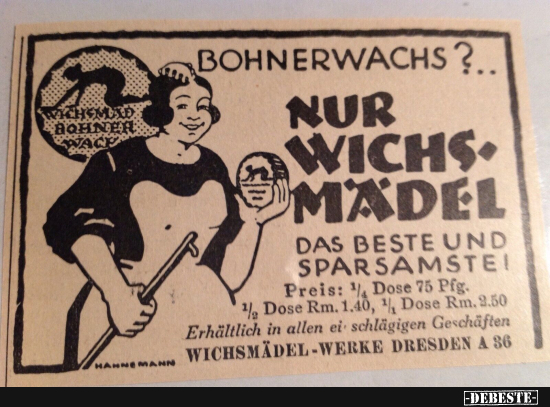 BOHNERWACHS?..
WICHSMÄD
BOHNER
WACP
NUR
WICHS-
MÄDEL
DAS BESTE UND
SPARSAMSTE!
Preis: 1/4 Dose 75 Pfg.
1/2 Dose Rm. 1.40, 1/1 Dose Rm. 2.50
Erhältlich in allen ei schlägigen Geschäften
WICHSMÄDEL-WERKE DRESDEN A 36
HANNEMANN
-DEBESTE-